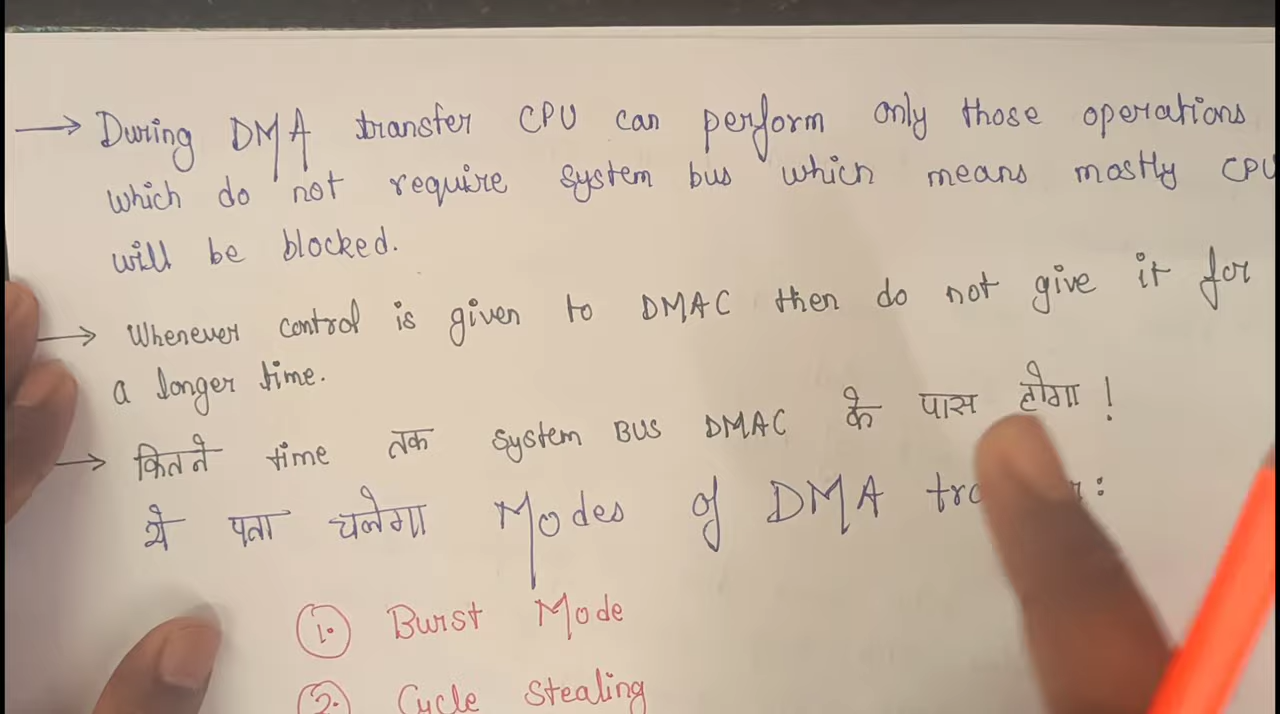 → During DMA transfer CPU can perform only those operations
which do not require system bus which means mostly CPU
will be blocked.
→ Whenever control is given to DMAC then do not give it for
a longer time.
→ कितने time तक system BUS DMAC के पास होगा !
ये पता चलेगा Modes of DMA
1. Burst Mode
2. Cycle Stealing